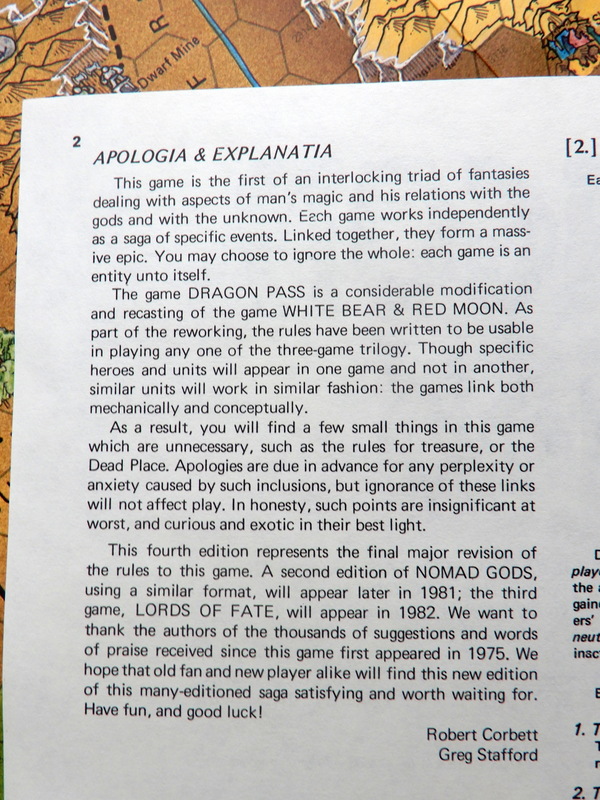 R
F
Dwarf Mine
2
APOLOGIA & EXPLANATIA
This game is the first of an interlocking triad of fantasies
dealing with aspects of man's magic and his relations with the
gods and with the unknown. Each game works independently
as a saga of specific events. Linked together, they form a mass-
ive epic. You may choose to ignore the whole: each game is an
entity unto itself.
The game DRAGON PASS is a considerable modification
and recasting of the game WHITE BEAR & RED MOON. As
part of the reworking, the rules have been written to be usable
in playing any one of the three-game trilogy. Though specific
heroes and units will appear in one game and not in another,
similar units will work in similar fashion: the games link both
mechanically and conceptually.
As a result, you will find a few small things in this game
which are unnecessary, such as the rules for treasure, or the
Dead Place. Apologies are due in advance for any perplexity or
anxiety caused by such inclusions, but ignorance of these links
will not affect play. In honesty, such points are insignificant at
worst, and curious and exotic in their best light.
This fourth edition represents the final major revision of
the rules to this game. A second edition of NOMAD GODS,
using a similar format, will appear later in 1981; the third
game, LORDS OF FATE, will appear in 1982. We want to
thank the authors of the thousands of suggestions and words
of praise received since this game first appeared in 1975. We
hope that old fan and new player alike will find this new edition
of this many-editioned saga satisfying and worth waiting for.
Have fun, and good luck!
Robert Corbett
Greg Stafford
[2.]
the
ers'
1.
2.